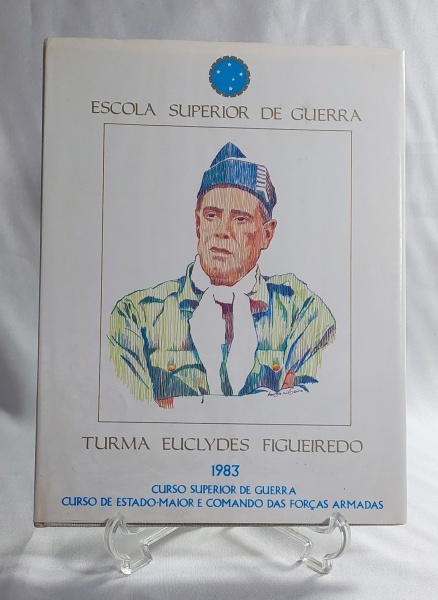 ESCOLA SUPERIOR DE GUERRA
TURMA EUCLYDES FIGUEIREDO
1983
CURSO SUPERIOR DE GUERRA
CURSO DE ESTADO-MAIOR E COMANDO DAS FORÇAS ARMADAS